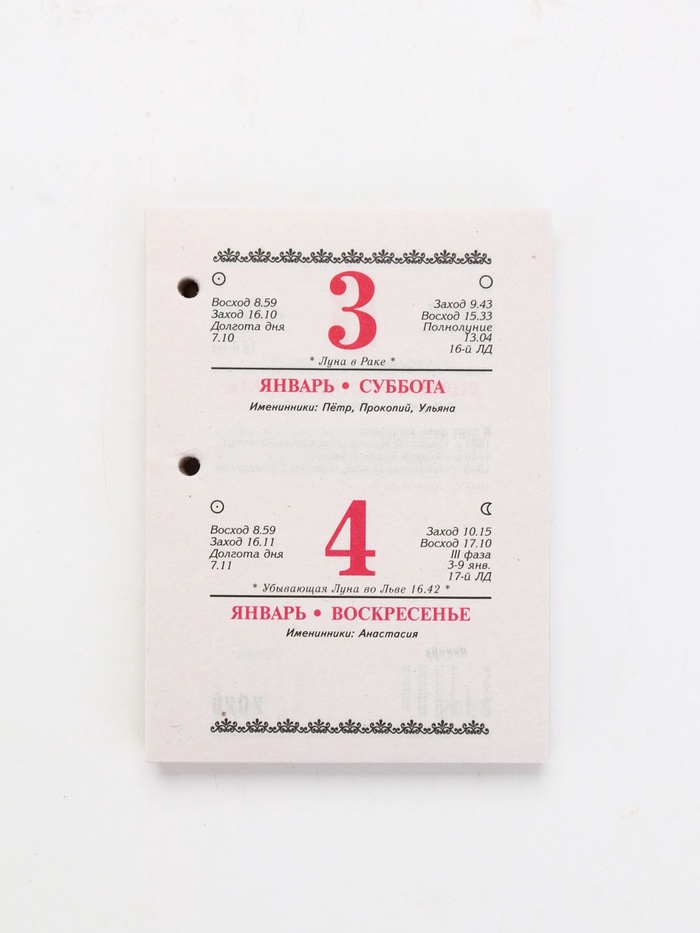 Восход 8.59
Заход 16.10
Долгота дня
7.10
3
Заход 9.43
Восход 15.33
Полнолуние
13.04
16-й ЛД
* Луна в Раке *
ЯНВАРЬ • СУББОТА
Именинники: Пётр, Прокопий, Ульяна
Восход 8.59
Заход 16.11
Долгота дня
7.11
4
Заход 10.15
Восход 17.10
III фаза
3-9 янв.
17-й ЛД
* Убывающая Луна во Льве 16.42 *
ЯНВАРЬ • ВОСКРЕСЕНЬЕ
Именинники: Анастасия